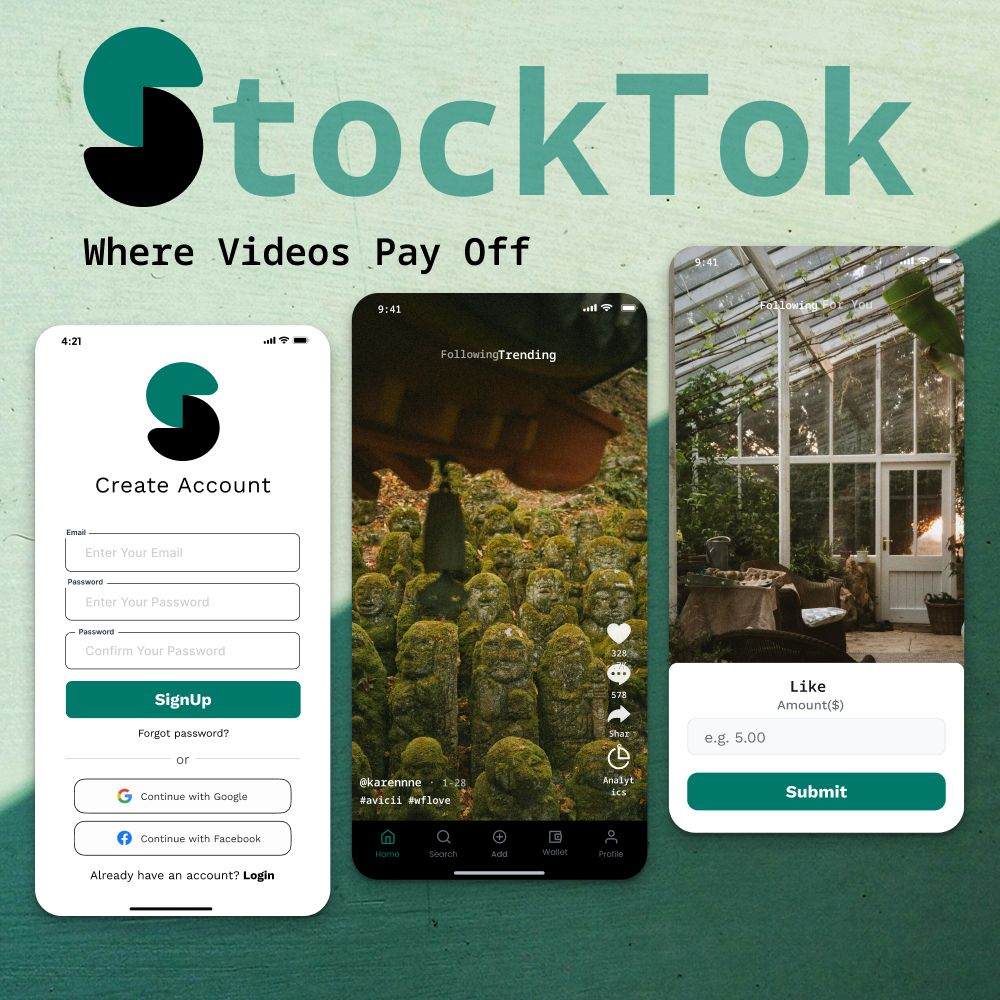 StockTok
Where Videos Pay Off
4:21
Create Account
Email
Enter Your Email
Password
Enter Your Password
Password
Confirm Your Password
SignUp
Forgot password?
or
Continue with Google
Continue with Facebook
Already have an account? Login
9:41
Following Trending
328
.7K
578
Shar
e
Analyt
ics
@karennne · 1-28
#avicii #wflove
Home Search Add Wallet Profile
9:41
Following For You
Like
Amount($)
e.g. 5.00
Submit